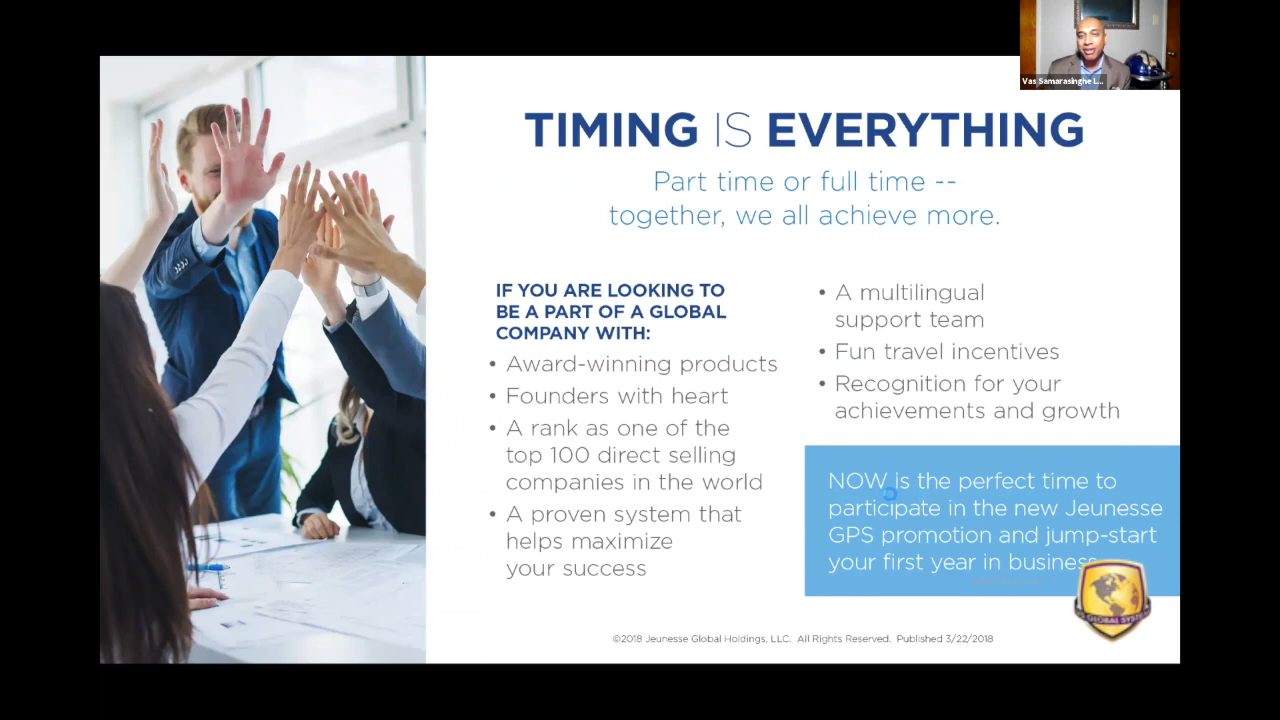 Vas Samarasinghe L...
TIMING IS EVERYTHING
Part time or full time --
together, we all achieve more.
IF YOU ARE LOOKING TO
BE A PART OF A GLOBAL
COMPANY WITH:
• Award-winning products
• Founders with heart
• A rank as one of the
top 100 direct selling
companies in the world
• A proven system that
helps maximize
your success
• A multilingual
support team
• Fun travel incentives
• Recognition for your
achievements and growth
NOW is the perfect time to
participate in the new Jeunesse
GPS promotion and jump-start
your first year in business
GLOBAL
©2018 Jeunesse Global Holdings, LLC. All Rights Reserved. Published 3/22/2018